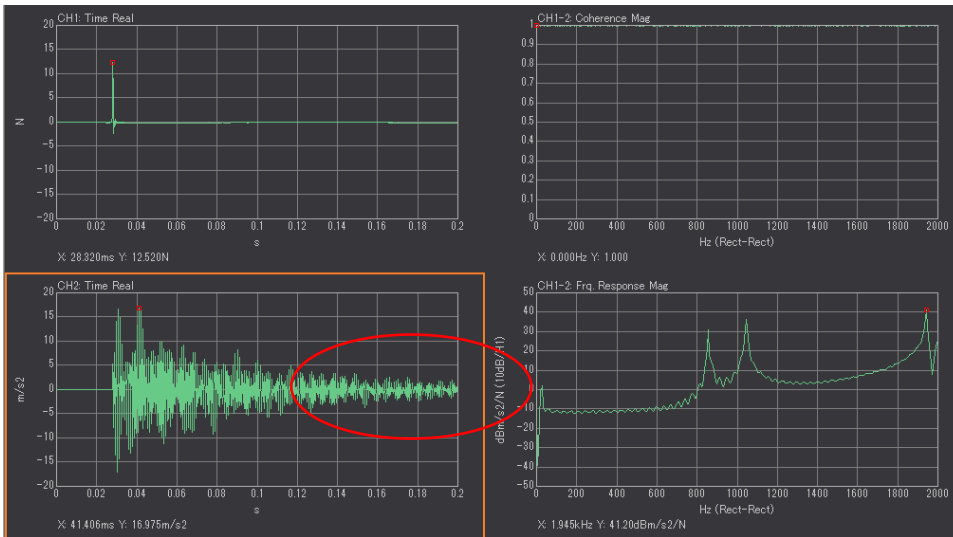 CH1: Time Real
20
15
10
5
0
-5
-10
-15
-20
N
0 0.02 0.04 0.06 0.08 0.1 0.12 0.14 0.16 0.18 0.2
s
X: 28.320ms Y: 12.520N
CH1-2: Coherence Mag
1
0.9
0.8
0.7
0.6
0.5
0.4
0.3
0.2
0.1
0
0 200 400 600 800 1000 1200 1400 1600 1800 2000
Hz (Rect-Rect)
X: 0.000Hz Y: 1.000
CH2: Time Real
20
15
10
5
0
-5
-10
-15
-20
m/s2
0 0.02 0.04 0.06 0.08 0.1 0.12 0.14 0.16 0.18 0.2
s
X: 41.406ms Y: 16.975m/s2
CH1-2: Frq. Response Mag
50
40
30
20
10
0
-10
-20
-30
-40
-50
dBm/s2/N (10dB/H1)
0 200 400 600 800 1000 1200 1400 1600 1800 2000
Hz (Rect-Rect)
X: 1.945kHz Y: 41.20dBm/s2/N